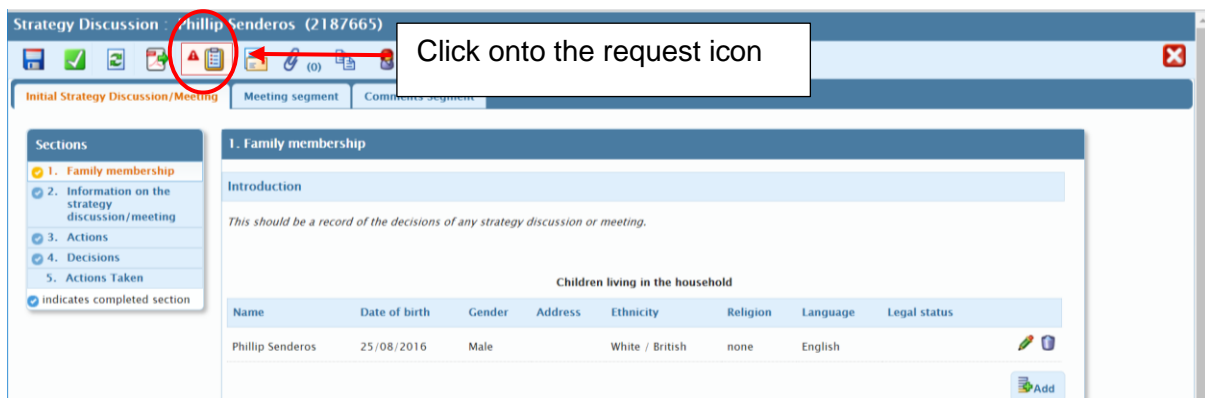 Strategy Discussion : Phillip Senderos (2187665)
Click onto the request icon
(0)
Initial Strategy Discussion/Meeting
Meeting segment
Comments Segment
Sections
1. Family membership
2. Information on the
strategy
discussion/meeting
3. Actions
4. Decisions
5. Actions Taken
indicates completed section
1. Family membership
Introduction
This should be a record of the decisions of any strategy discussion or meeting.
Children living in the household
Name Date of birth Gender Address Ethnicity Religion Language Legal status
Phillip Senderos 25/08/2016 Male White / British none English
Add